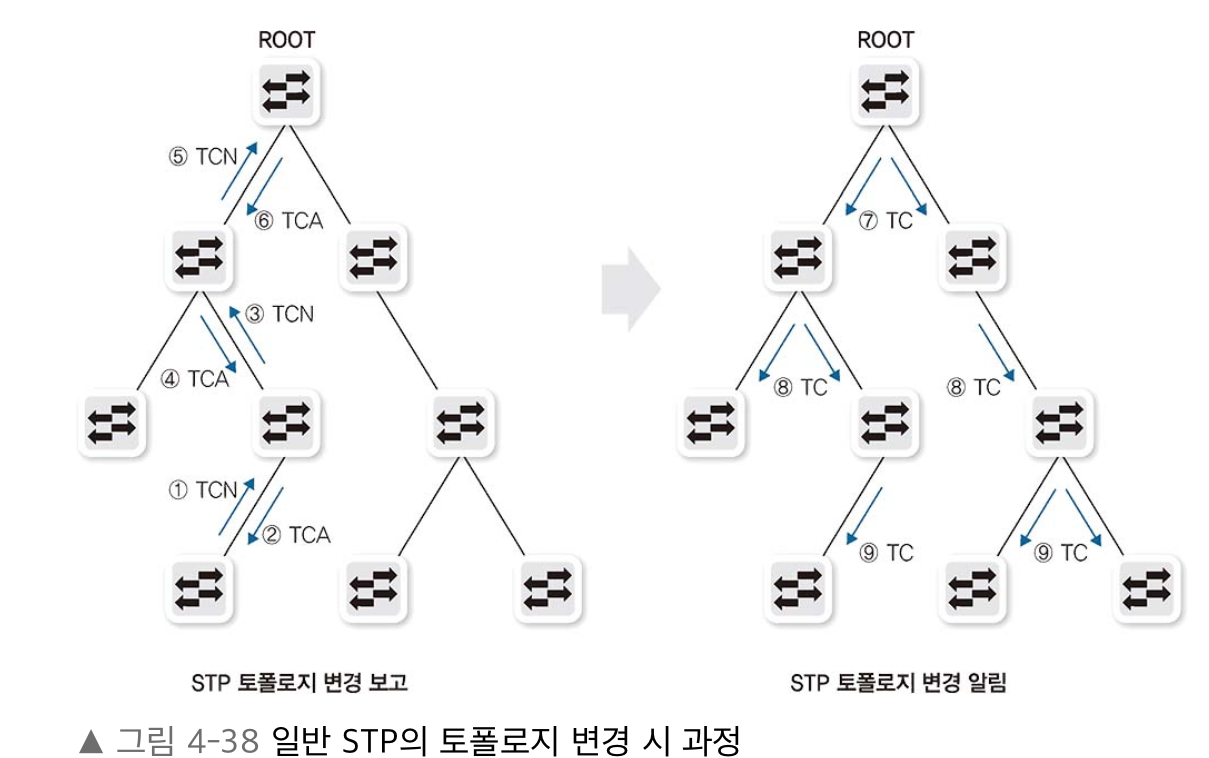 ROOT
⑤ TCN
⑥ TCA
③ TCN
④ TCA
① TCN
② TCA
STP 토폴로지 변경 보고
ROOT
⑦ TC
⑧ TC
⑧ TC
⑨ TC
⑨ TC
STP 토폴로지 변경 알림
▲ 그림 4-38 일반 STP의 토폴로지 변경 시 과정